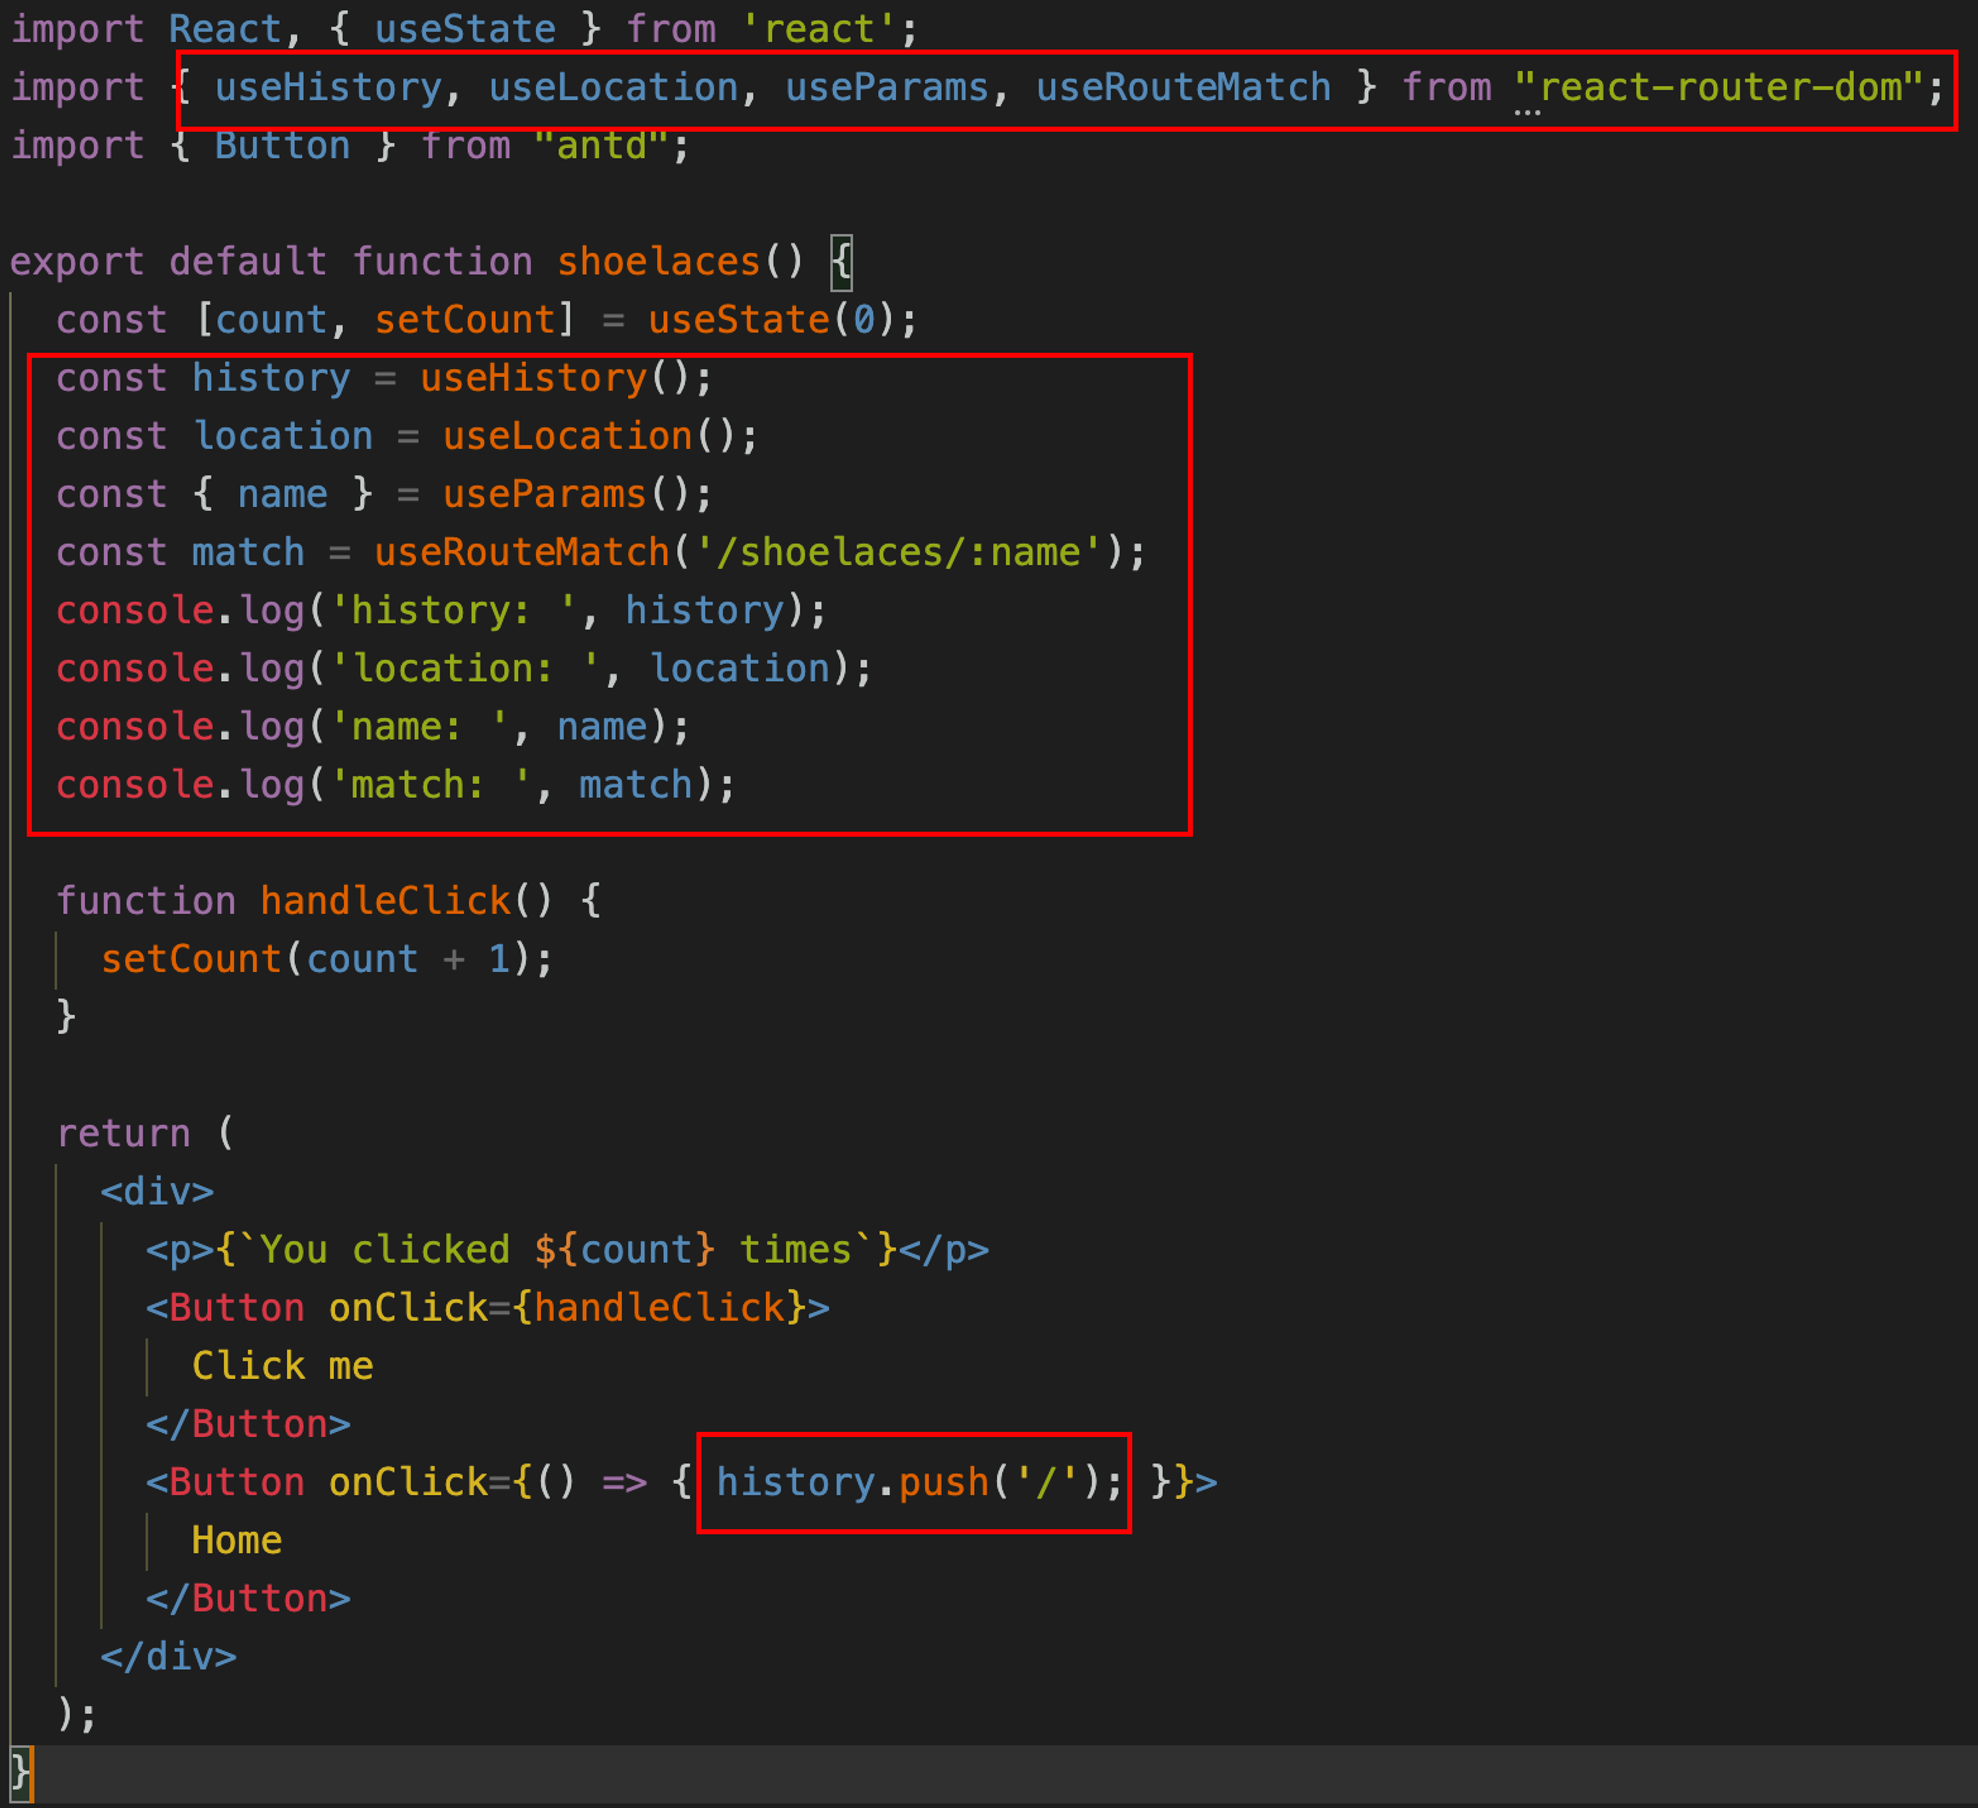 import React, { useState } from 'react';
import { useHistory, useLocation, useParams, useRouteMatch } from "react-router-dom";
import { Button } from "antd";
export default function shoelaces() {
  const [count, setCount] = useState(0);
  const history = useHistory();
  const location = useLocation();
  const { name } = useParams();
  const match = useRouteMatch('/shoelaces/:name');
  console.log('history: ', history);
  console.log('location: ', location);
  console.log('name: ', name);
  console.log('match: ', match);
  function handleClick() {
    setCount(count + 1);
  }
  return (
    <div>
      <p>{`You clicked ${count} times`}</p>
      <Button onClick={handleClick}>
        Click me
      </Button>
      <Button onClick={() => { history.push('/'); }}>
        Home
      </Button>
    </div>
  );
}